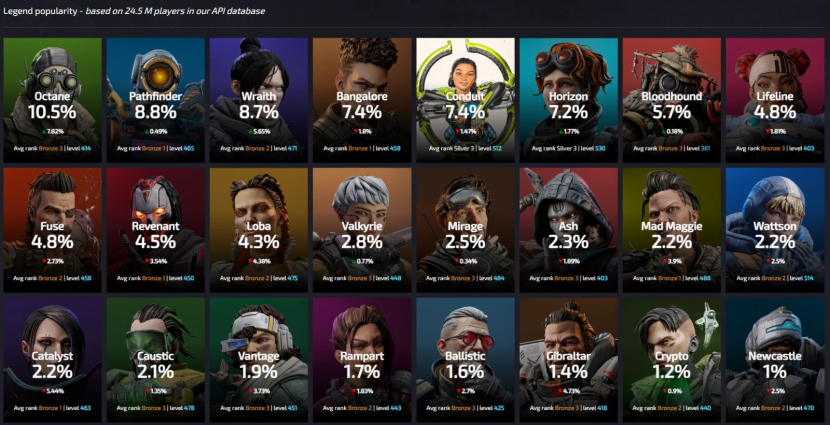 Legend popularity - based on 24.5 M players in our API database
Octane
10.5%
▲7.82%
Avg rank Bronze 3 | level 414
Pathfinder
8.8%
▲0.49%
Avg rank Bronze 1 | level 465
Wraith
8.7%
▲5.65%
Avg rank Bronze 2 | level 471
Bangalore
7.4%
▼1.8%
Avg rank Bronze 1 | level 458
Conduit
7.4%
▼1.47%
Avg rank Silver 3 | level 512
Horizon
7.2%
▲1.77%
Avg rank Silver 3 | level 530
Bloodhound
5.7%
▲0.18%
Avg rank Bronze 3 | level 361
Lifeline
4.8%
▼1.81%
Avg rank Bronze 3 | level 403
Fuse
4.8%
▼2.73%
Avg rank Bronze 2 | level 458
Revenant
4.5%
▼3.54%
Avg rank Bronze 1 | level 450
Loba
4.3%
▼4.38%
Avg rank Bronze 2 | level 475
Valkyrie
2.8%
▲0.77%
Avg rank Bronze 3 | level 448
Mirage
2.5%
▼0.34%
Avg rank Bronze 3 | level 484
Ash
2.3%
▼1.89%
Avg rank Bronze 3 | level 403
Mad Maggie
2.2%
▼3.9%
Avg rank Bronze 1 | level 488
Wattson
2.2%
▼2.5%
Avg rank Bronze 2 | level 514
Catalyst
2.2%
▼5.44%
Avg rank Bronze 1 | level 463
Caustic
2.1%
▼1.35%
Avg rank Bronze 3 | level 478
Vantage
1.9%
▼3.73%
Avg rank Bronze 3 | level 451
Rampart
1.7%
▼1.83%
Avg rank Bronze 2 | level 443
Ballistic
1.6%
▼2.7%
Avg rank Bronze 3 | level 425
Gibraltar
1.4%
▼4.73%
Avg rank Bronze 3 | level 418
Crypto
1.2%
▼0.9%
Avg rank Bronze 2 | level 440
Newcastle
1%
▼2.5%
Avg rank Bronze 2 | level 470